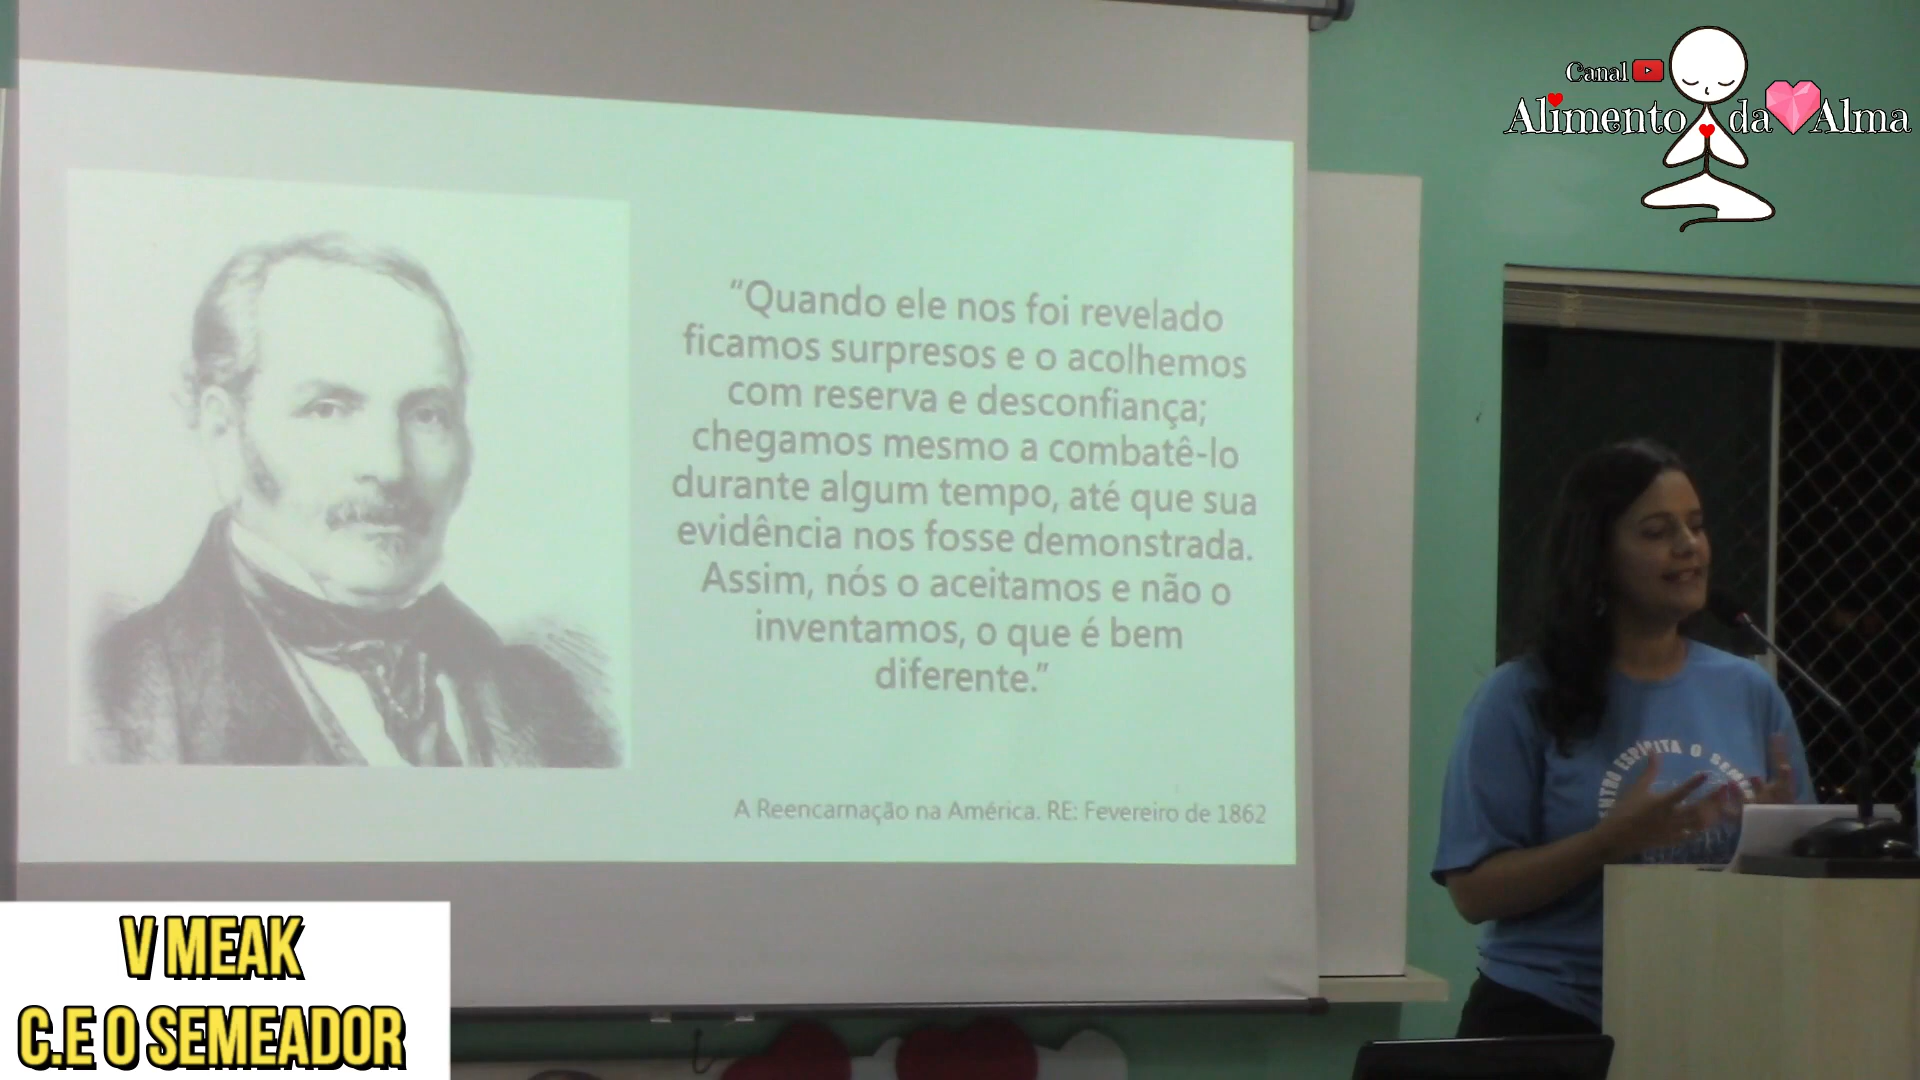 Canal
Alimento da Alma
“Quando ele nos foi revelado
ficamos surpresos e o acolhemos
com reserva e desconfiança;
chegamos mesmo a combatê-lo
durante algum tempo, até que sua
evidência nos fosse demonstrada.
Assim, nós o aceitamos e não o
inventamos, o que é bem
diferente.”
A Reencarnação na América. RE: Fevereiro de 1862
ESPÍRITA O
V MEAK
C.E O SEMEADOR